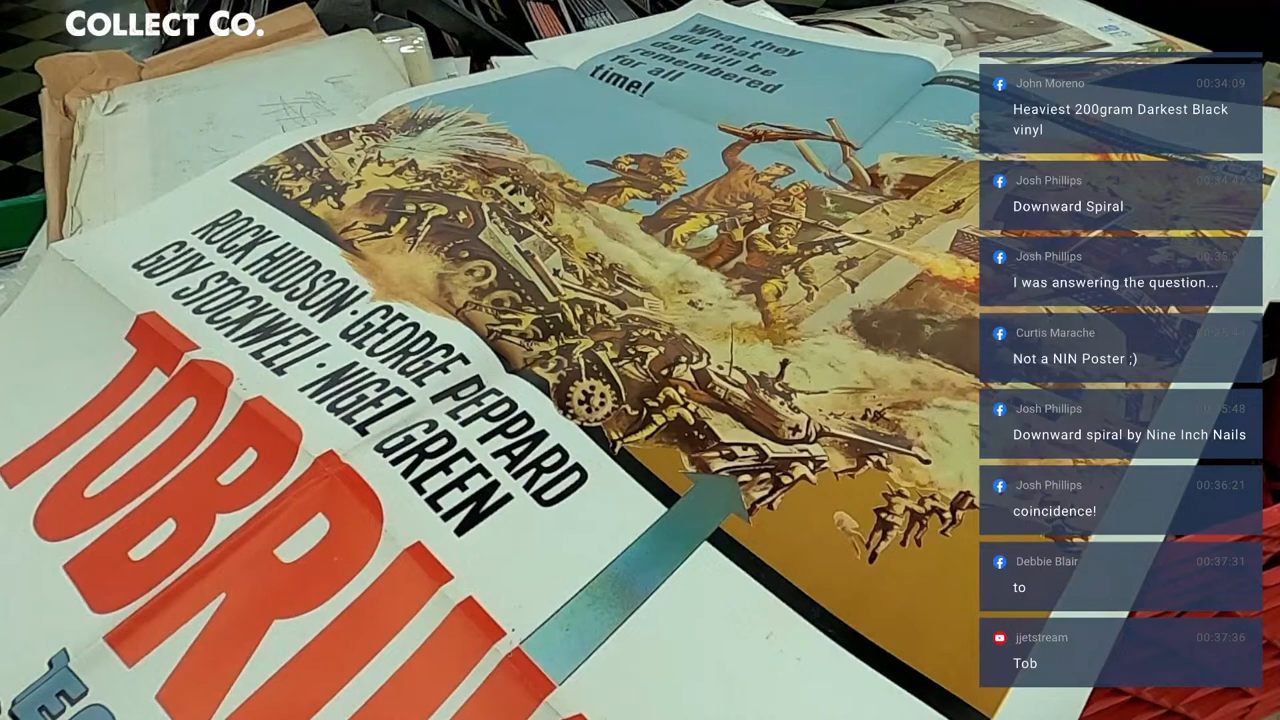 COLLECT CO.
What they
did that
day will be
remembered
for all
time!
ROCK HUDSON · GEORGE PEPPARD
GUY STOCKWELL · NIGEL GREEN
TOBRU
John Moreno 00:34:09
Heaviest 200gram Darkest Black
vinyl
Josh Phillips
Downward Spiral
Josh Phillips
I was answering the question...
Curtis Marache
Not a NIN Poster ;)
Josh Phillips
Downward spiral by Nine Inch Nails
Josh Phillips 00:36:21
coincidence!
Debbie Blair 00:37:31
to
jjetstream 00:37:36
Tob